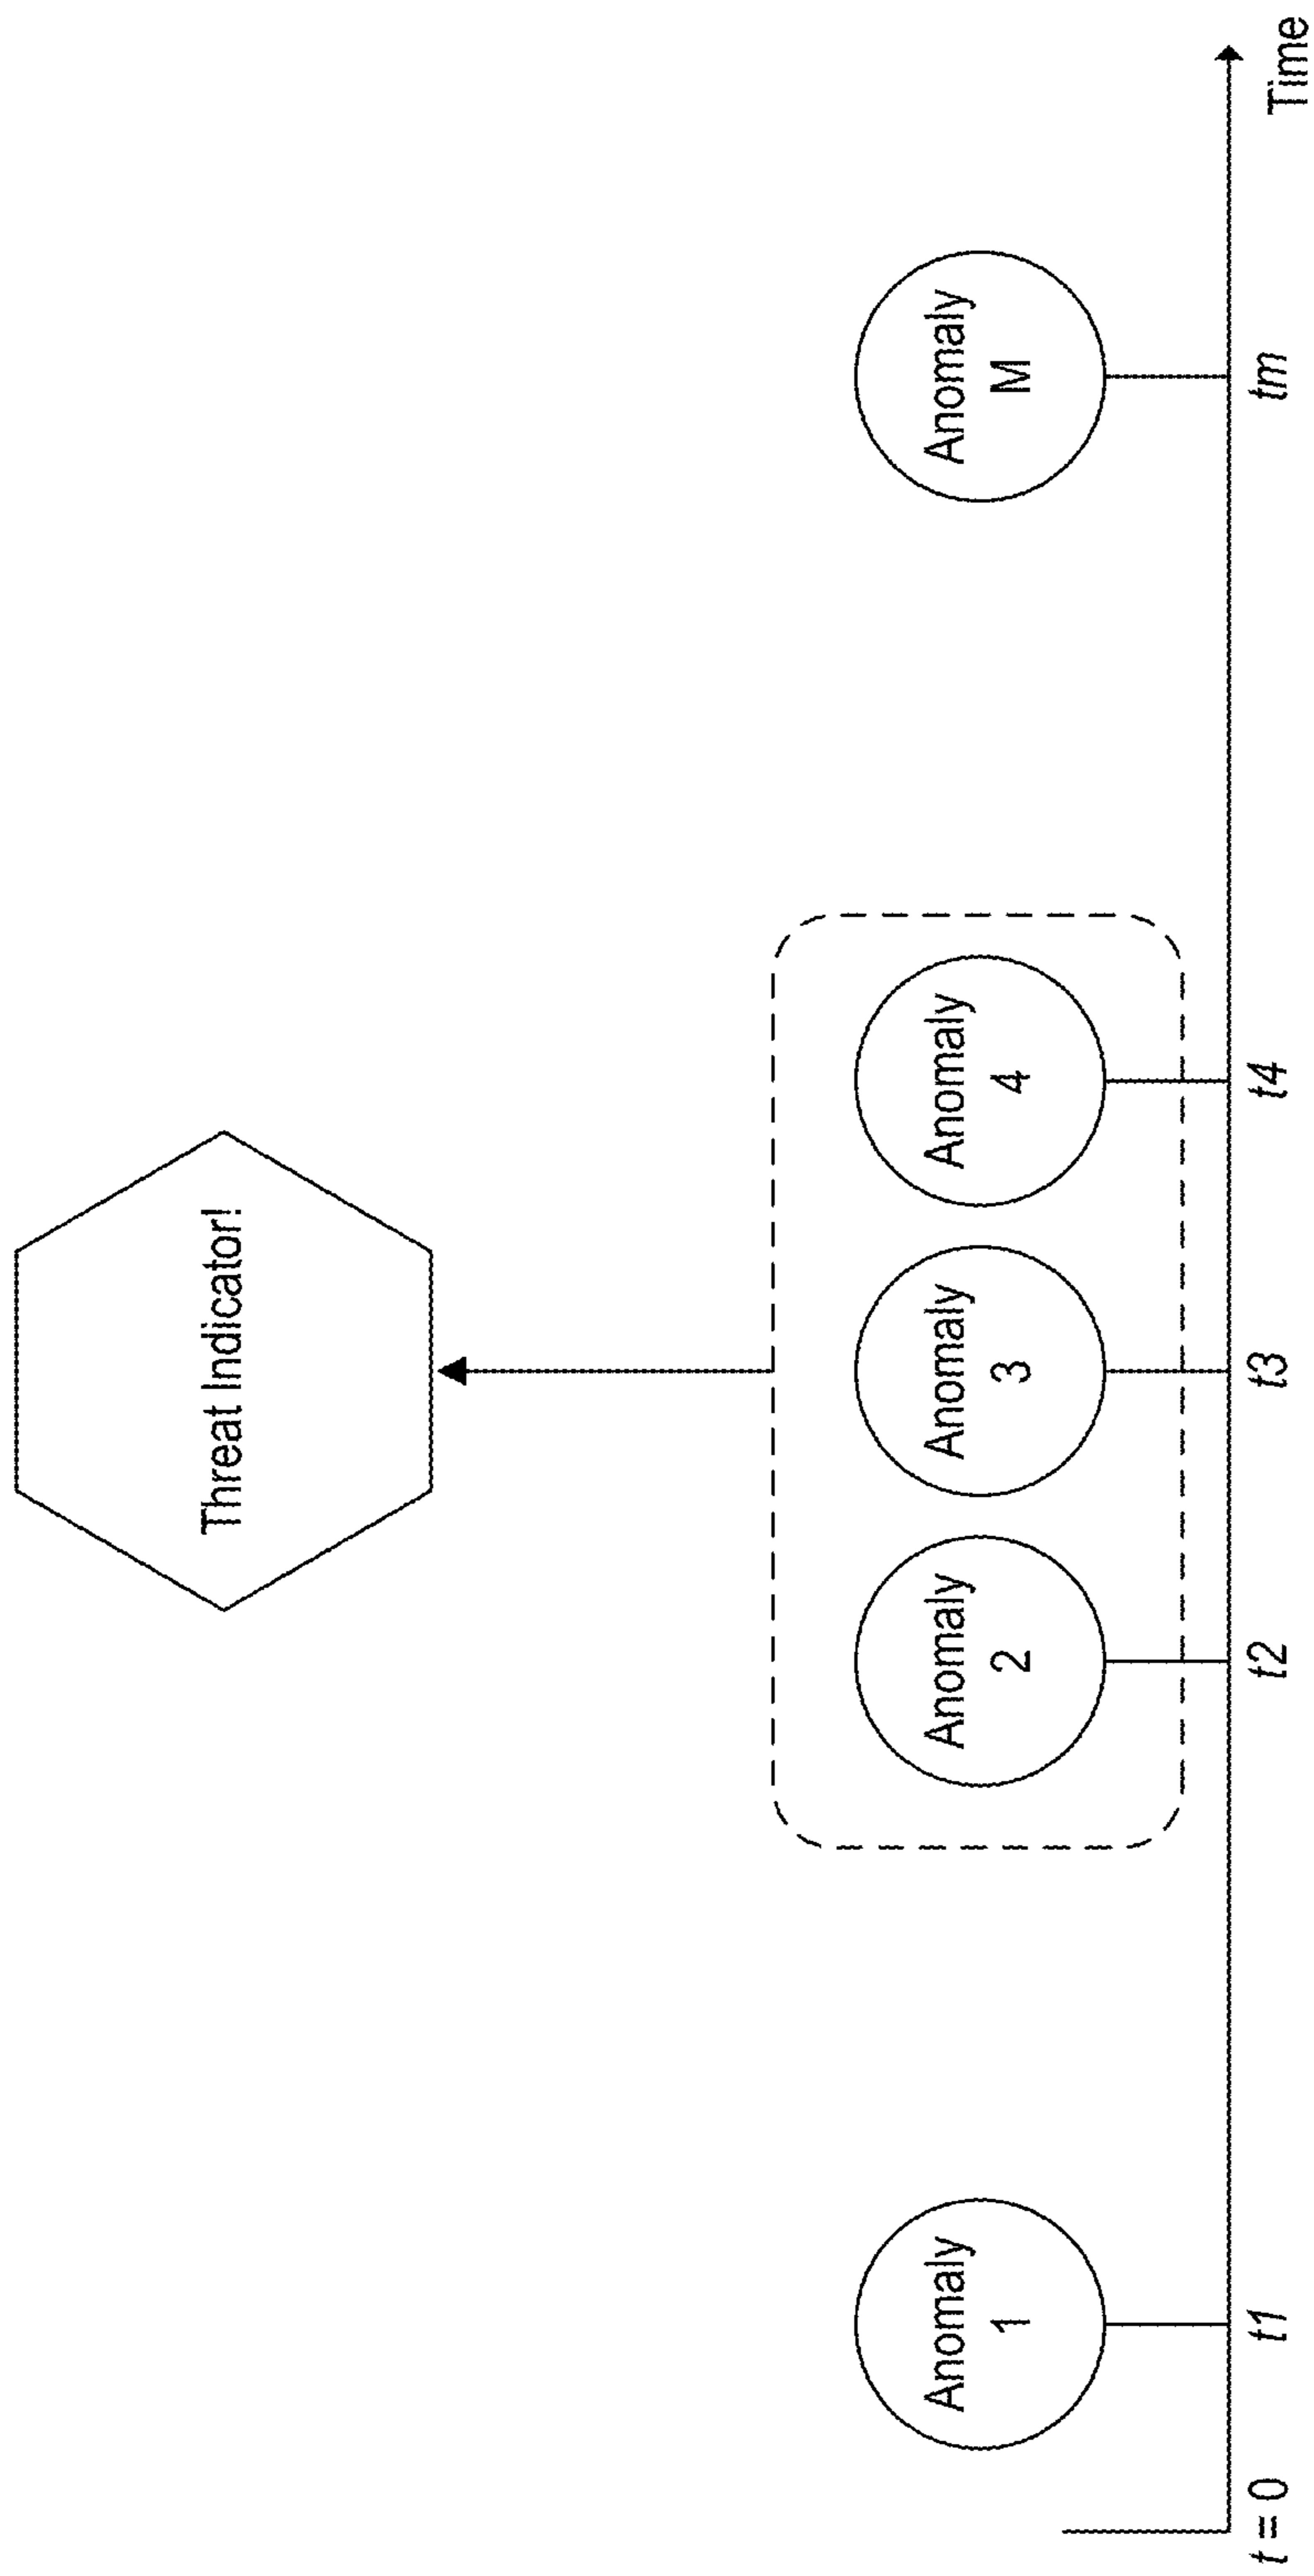 Threat Indicator!
Anomaly
1
Anomaly
2
Anomaly
3
Anomaly
4
Anomaly
M
t = 0
t1
t2
t3
t4
tm
Time